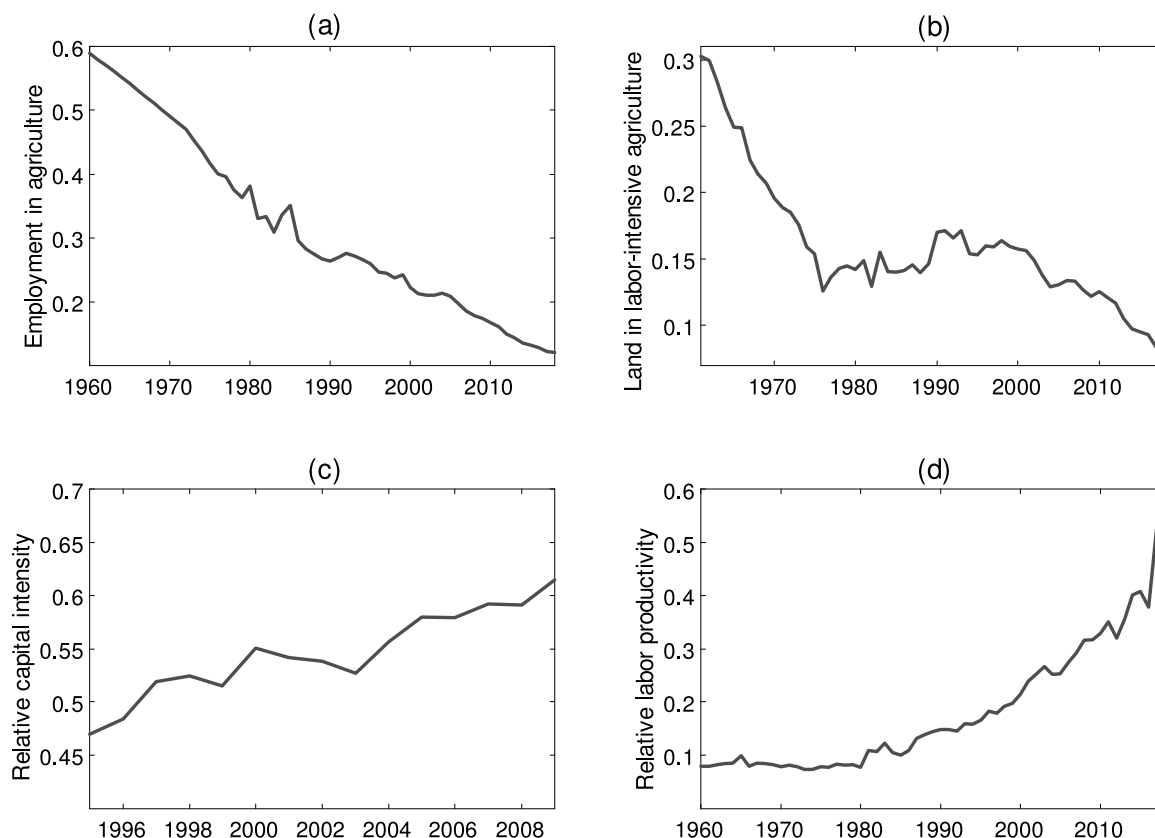 (a)
Employment in agriculture
0.6
0.5
0.4
0.3
0.2
1960 1970 1980 1990 2000 2010
(b)
Land in labor-intensive agriculture
0.3
0.25
0.2
0.15
0.1
1970 1980 1990 2000 2010
(c)
Relative capital intensity
0.7
0.65
0.6
0.55
0.5
0.45
1996 1998 2000 2002 2004 2006 2008
(d)
Relative labor productivity
0.6
0.5
0.4
0.3
0.2
0.1
1960 1970 1980 1990 2000 2010